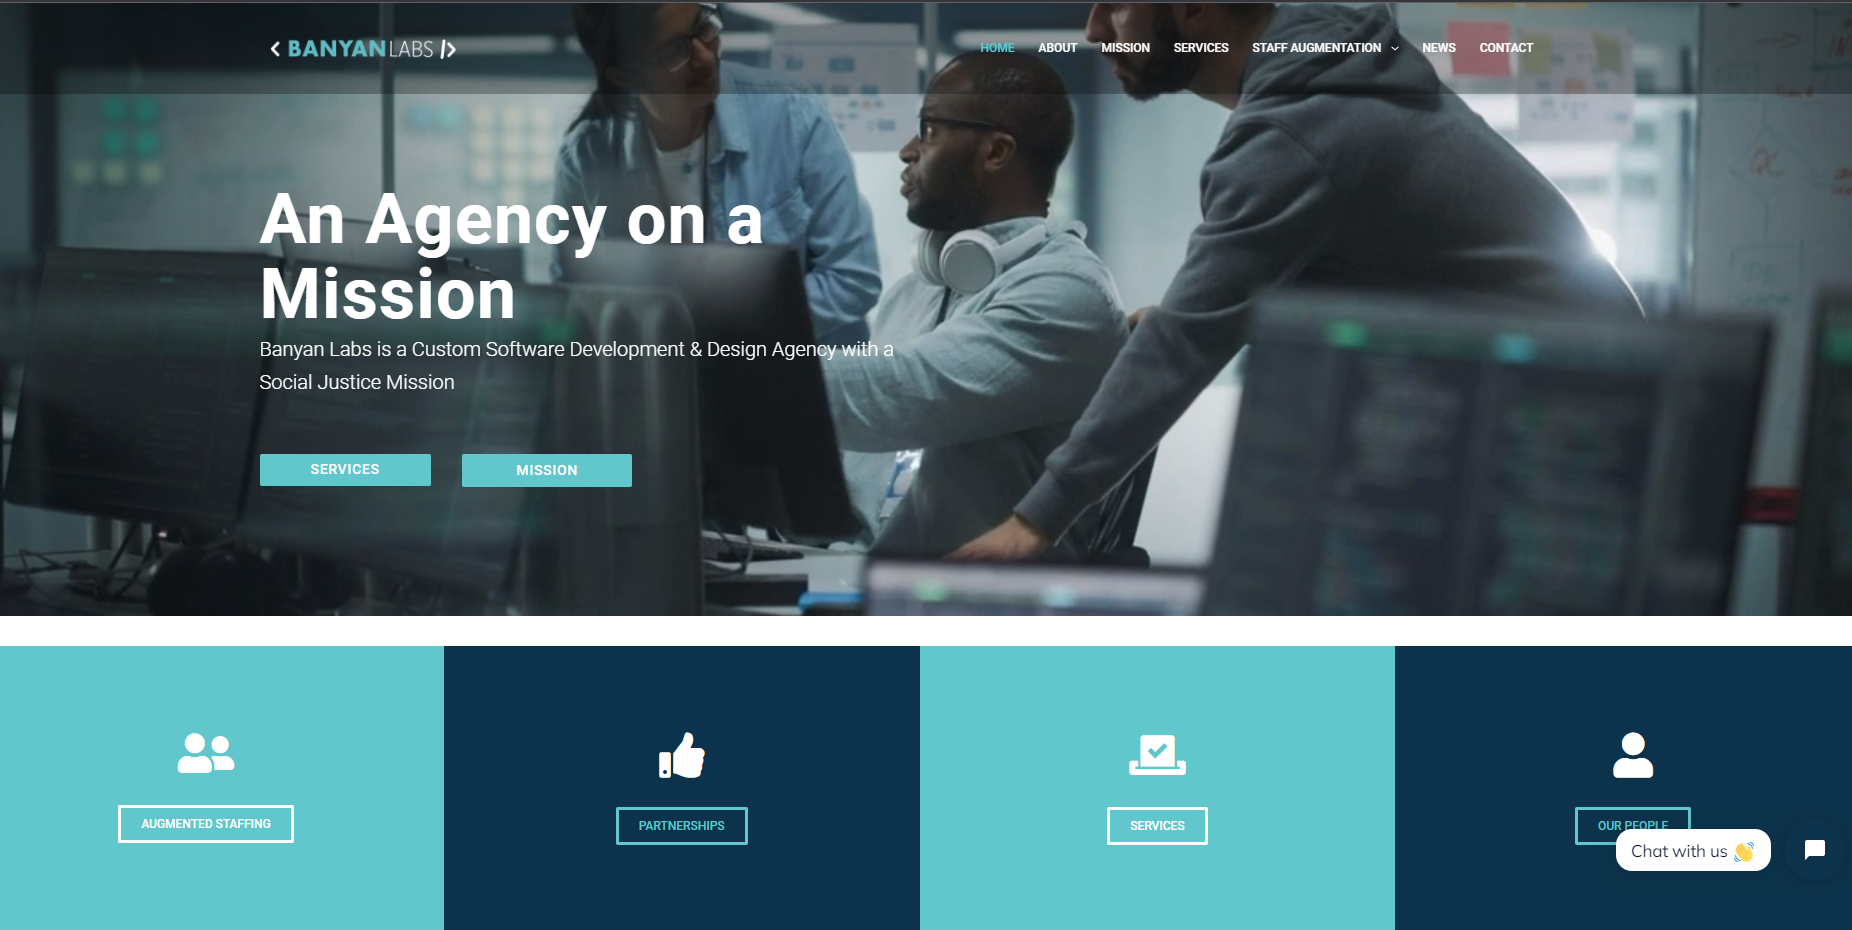 < BANYAN LABS />
HOME ABOUT MISSION SERVICES STAFF AUGMENTATION NEWS CONTACT
An Agency on a
Mission
Banyan Labs is a Custom Software Development & Design Agency with a
Social Justice Mission
SERVICES MISSION
AUGMENTED STAFFING
PARTNERSHIPS
SERVICES
OUR PEOPLE
Chat with us 👋